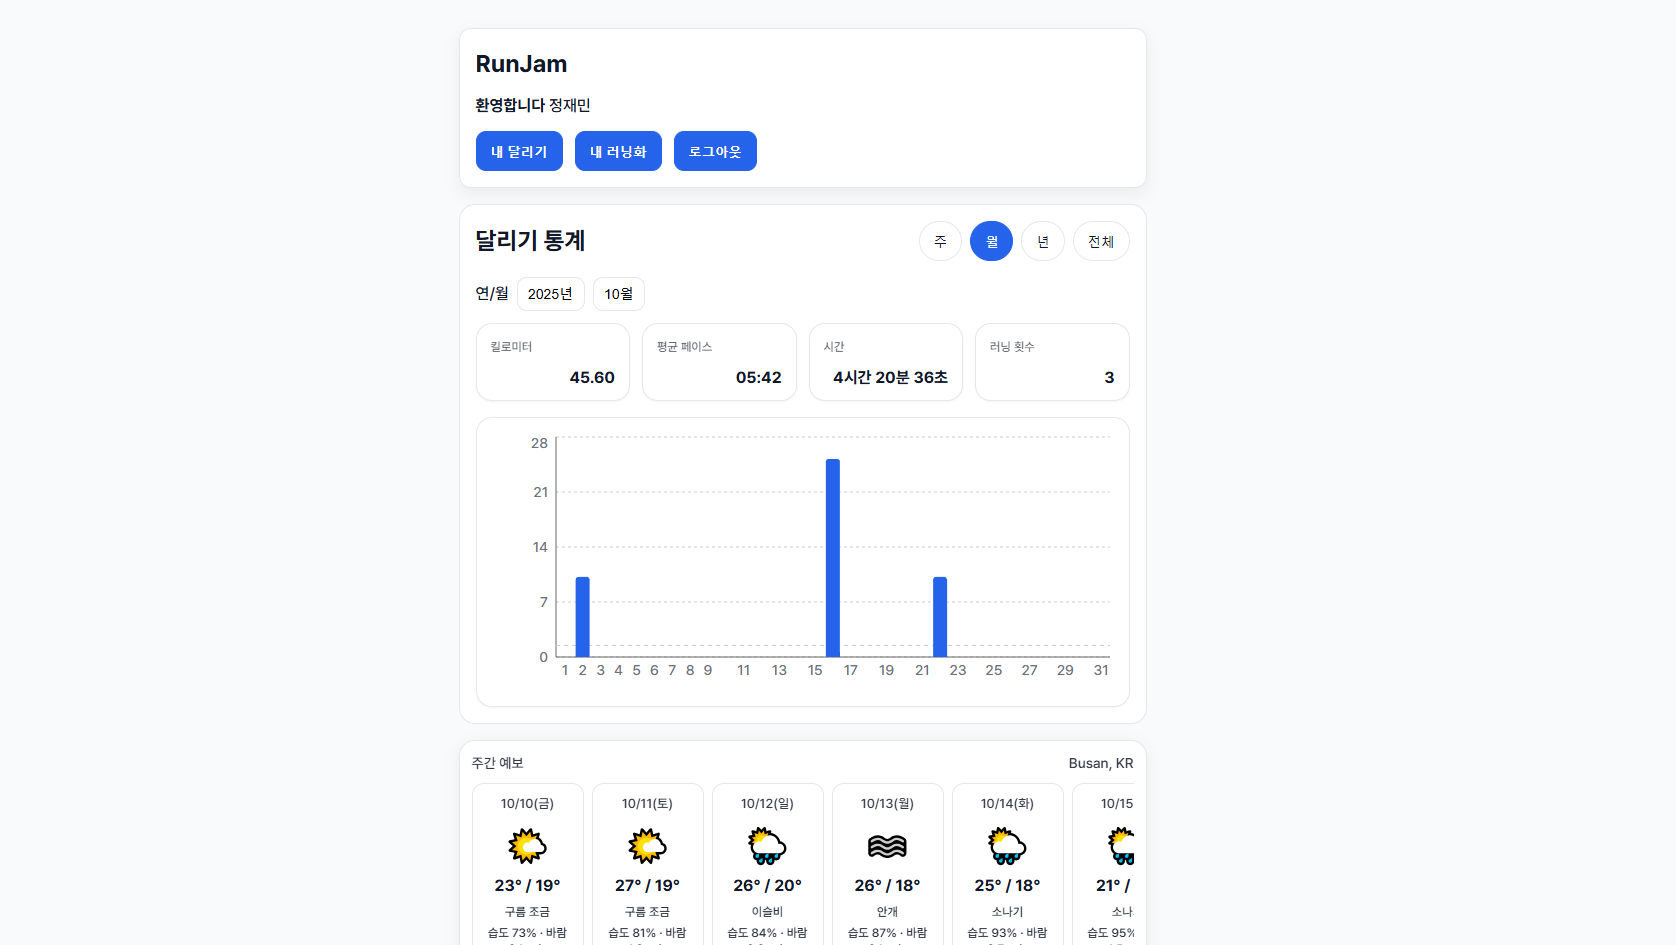 RunJam
환영합니다 정재민
내 달리기 내 러닝화 로그아웃
달리기 통계
주 월 년 전체
연/월 2025년 10월
킬로미터 평균 페이스 시간 러닝 횟수
45.60 05:42 4시간 20분 36초 3
28
21
14
7
0
1 2 3 4 5 6 7 8 9 11 13 15 17 19 21 23 25 27 29 31
주간 예보 Busan, KR
10/10(금) 10/11(토) 10/12(일) 10/13(월) 10/14(화) 10/15
23° / 19° 27° / 19° 26° / 20° 26° / 18° 25° / 18° 21° /
구름 조금 구름 조금 이슬비 안개 소나기 소나
습도 73% · 바람 습도 81% · 바람 습도 84% · 바람 습도 87% · 바람 습도 93% · 바람 습도 95%